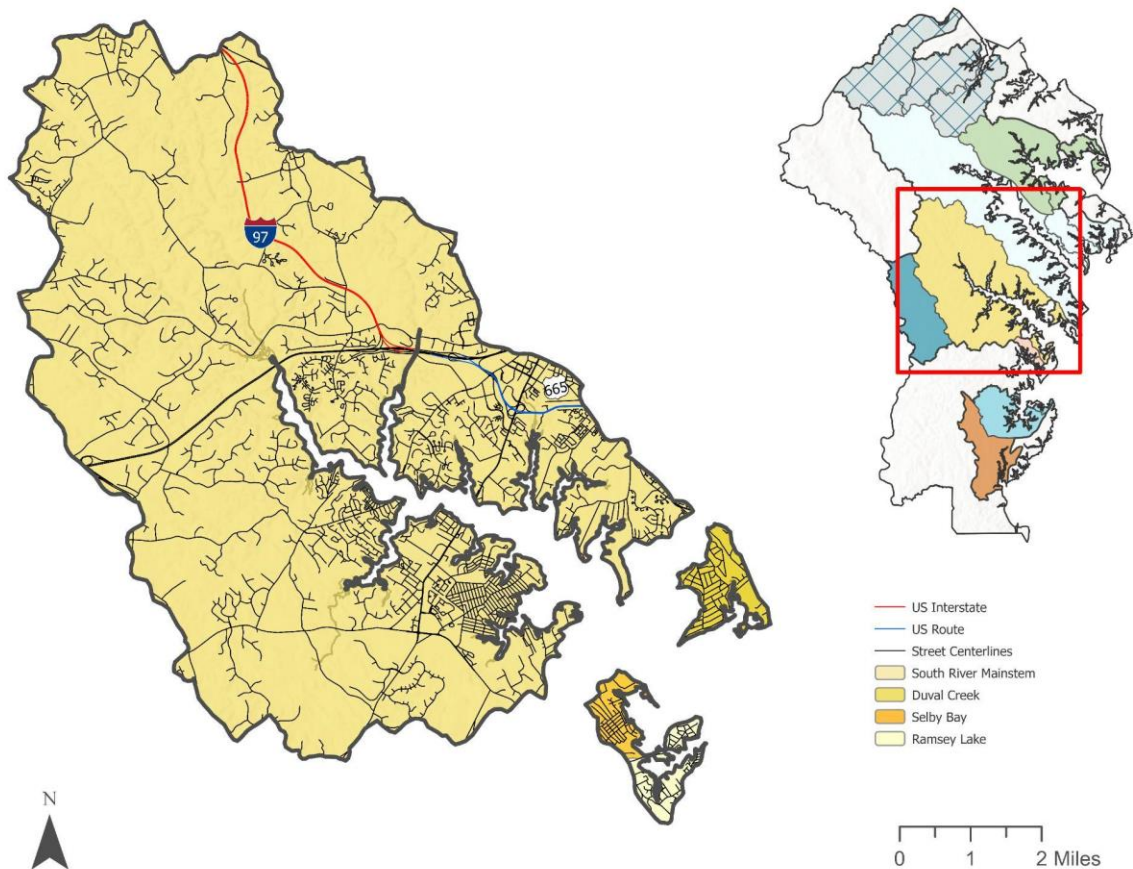 97
665
US Interstate
US Route
Street Centerlines
South River Mainstem
Duval Creek
Selby Bay
Ramsey Lake
N
0 1 2 Miles